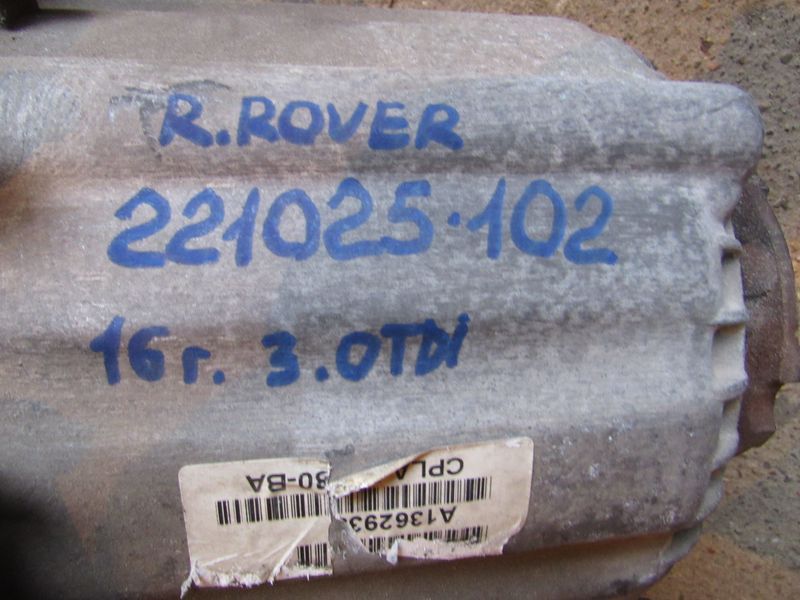 R.ROVER
221025-102
16г. 3.0TDi
A136293
CPLA
30-BA